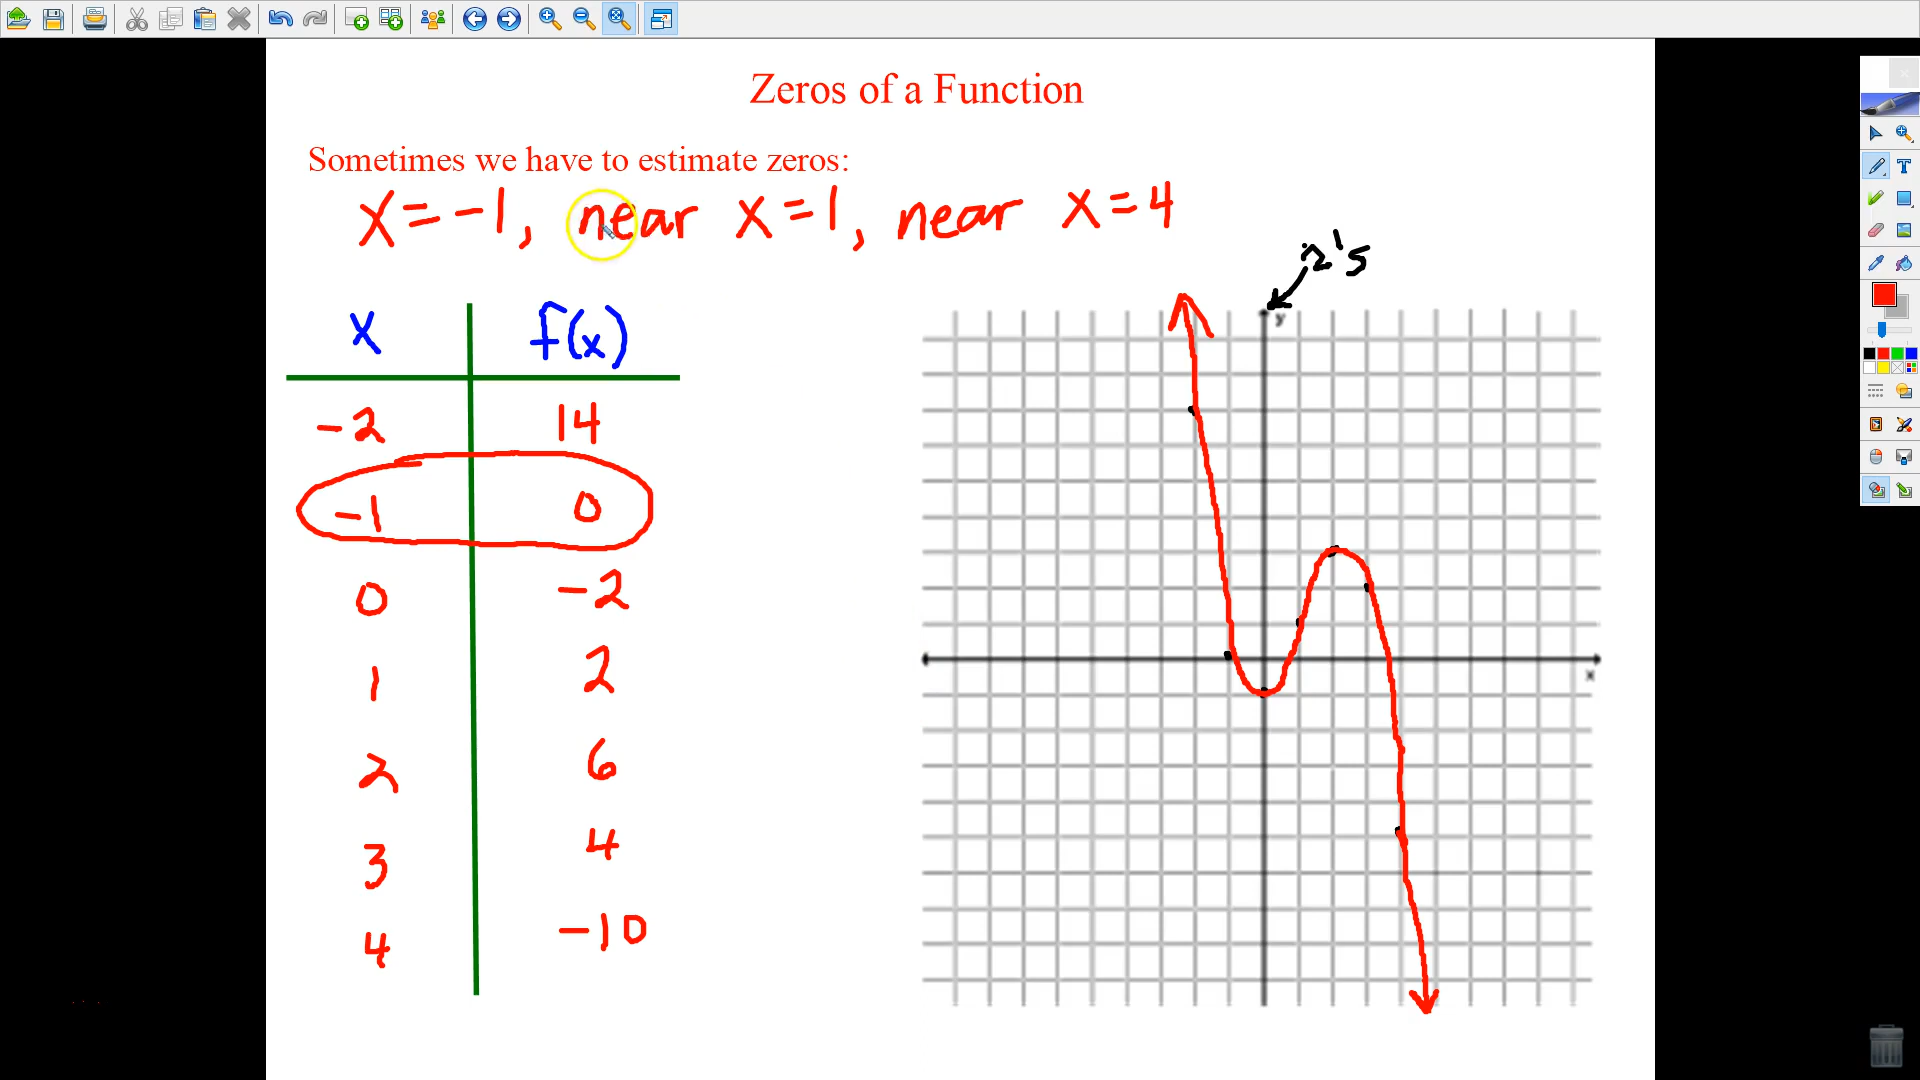 Zeros of a Function
Sometimes we have to estimate zeros:
x = -1, near x = 1, near x = 4
2's
x f(x)
-2 14
-1 0
0 -2
1 2
2 6
3 4
4 -10
y
x
T